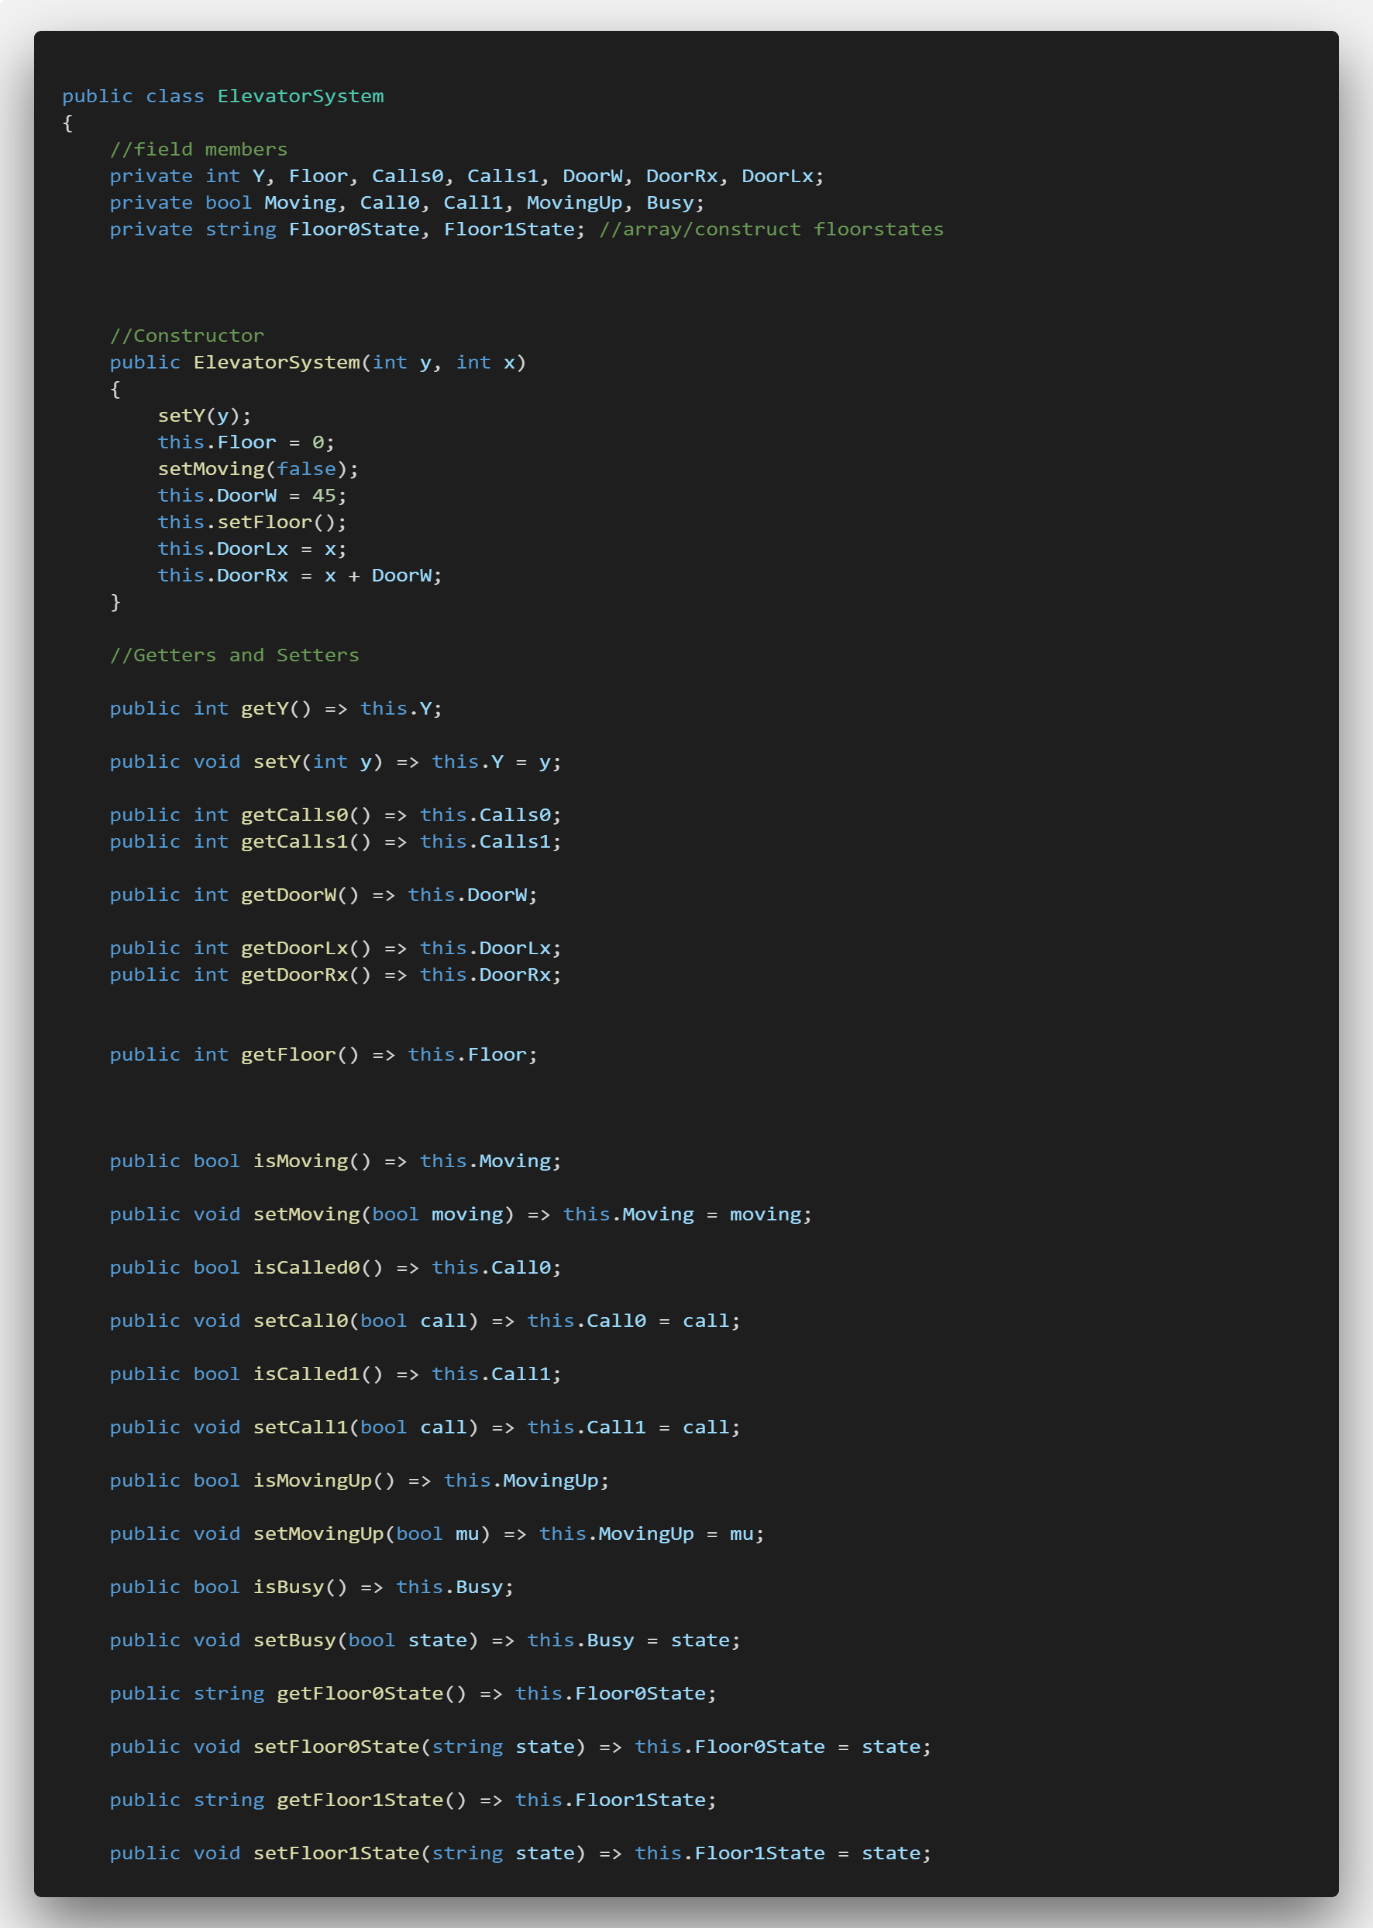 public class ElevatorSystem
{
//field members
private int Y, Floor, Calls0, Calls1, DoorW, DoorRx, DoorLx;
private bool Moving, Call0, Call1, MovingUp, Busy;
private string Floor0State, Floor1State; //array/construct floorstates
//Constructor
public ElevatorSystem(int y, int x)
{
setY(y);
this.Floor = 0;
setMoving(false);
this.DoorW = 45;
this.setFloor();
this.DoorLx = x;
this.DoorRx = x + DoorW;
}
//Getters and Setters
public int getY() => this.Y;
public void setY(int y) => this.Y = y;
public int getCalls0() => this.Calls0;
public int getCalls1() => this.Calls1;
public int getDoorW() => this.DoorW;
public int getDoorLx() => this.DoorLx;
public int getDoorRx() => this.DoorRx;
public int getFloor() => this.Floor;
public bool isMoving() => this.Moving;
public void setMoving(bool moving) => this.Moving = moving;
public bool isCalled0() => this.Call0;
public void setCall0(bool call) => this.Call0 = call;
public bool isCalled1() => this.Call1;
public void setCall1(bool call) => this.Call1 = call;
public bool isMovingUp() => this.MovingUp;
public void setMovingUp(bool mu) => this.MovingUp = mu;
public bool isBusy() => this.Busy;
public void setBusy(bool state) => this.Busy = state;
public string getFloor0State() => this.Floor0State;
public void setFloor0State(string state) => this.Floor0State = state;
public string getFloor1State() => this.Floor1State;
public void setFloor1State(string state) => this.Floor1State = state;